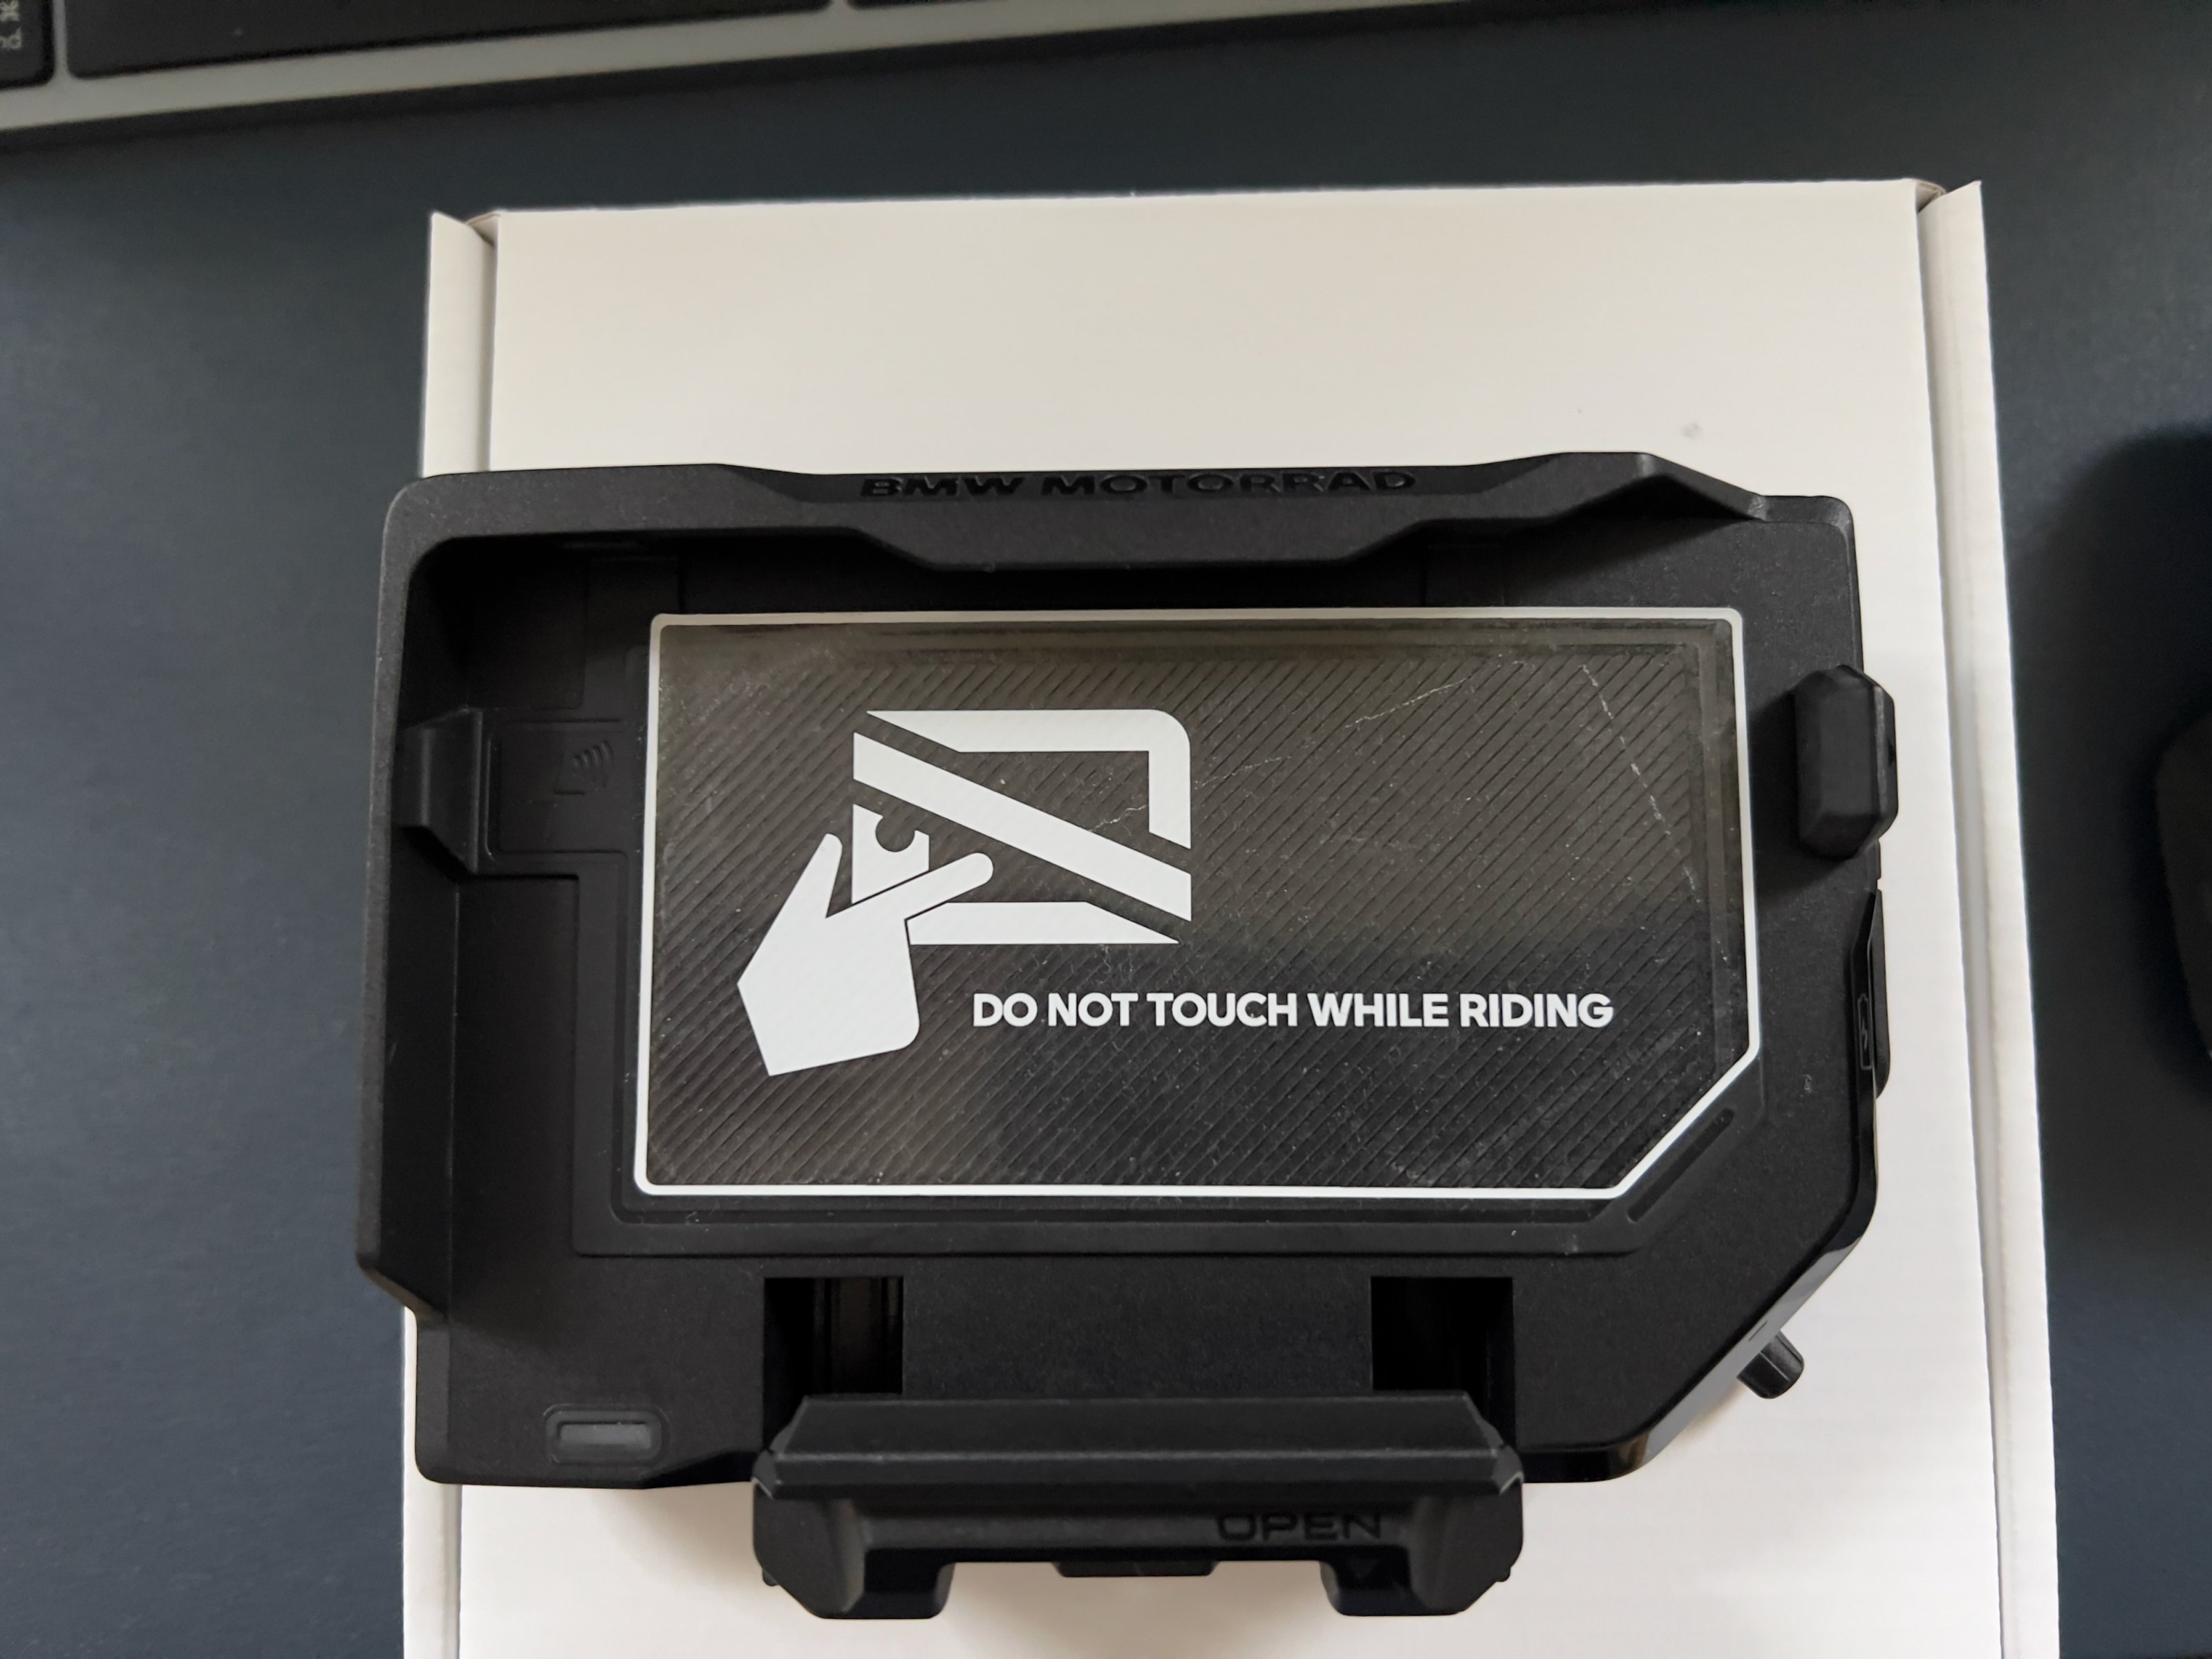 BMW MOTORRAD
DO NOT TOUCH WHILE RIDING
OPEN